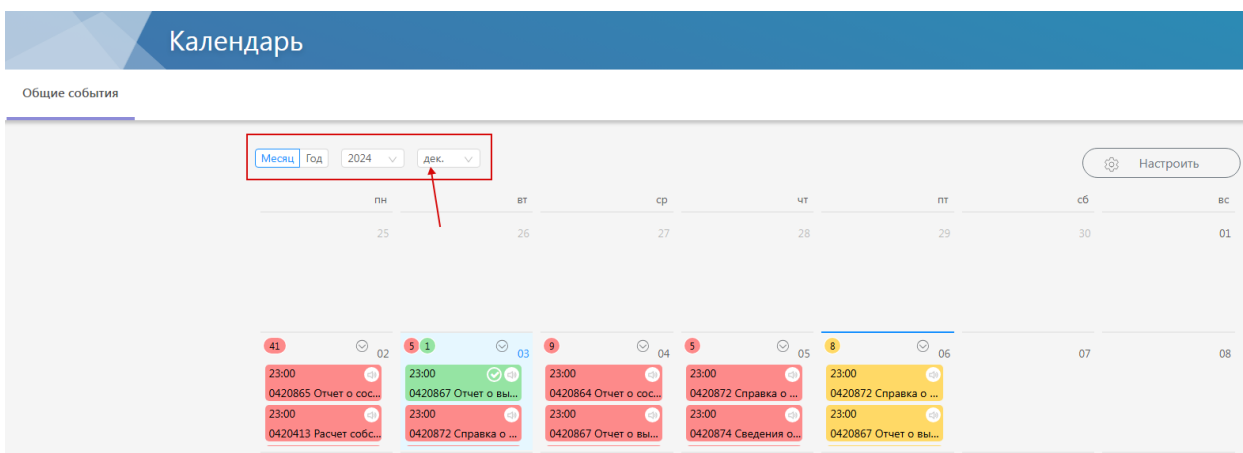 Календарь
Общие события
Месяц Год 2024 дек. Настроить
пн вт ср чт пт сб вс
25 26 27 28 29 30 01
41 02 5 1 03 9 04 5 05 8 06 07 08
23:00 23:00 23:00 23:00 23:00
0420865 Отчет о сос... 0420867 Отчет о вы... 0420864 Отчет о сос... 0420872 Справка о ... 0420872 Справка о ...
23:00 23:00 23:00 23:00 23:00
0420413 Расчет собс... 0420872 Справка о ... 0420867 Отчет о вы... 0420874 Сведения о... 0420867 Отчет о вы...